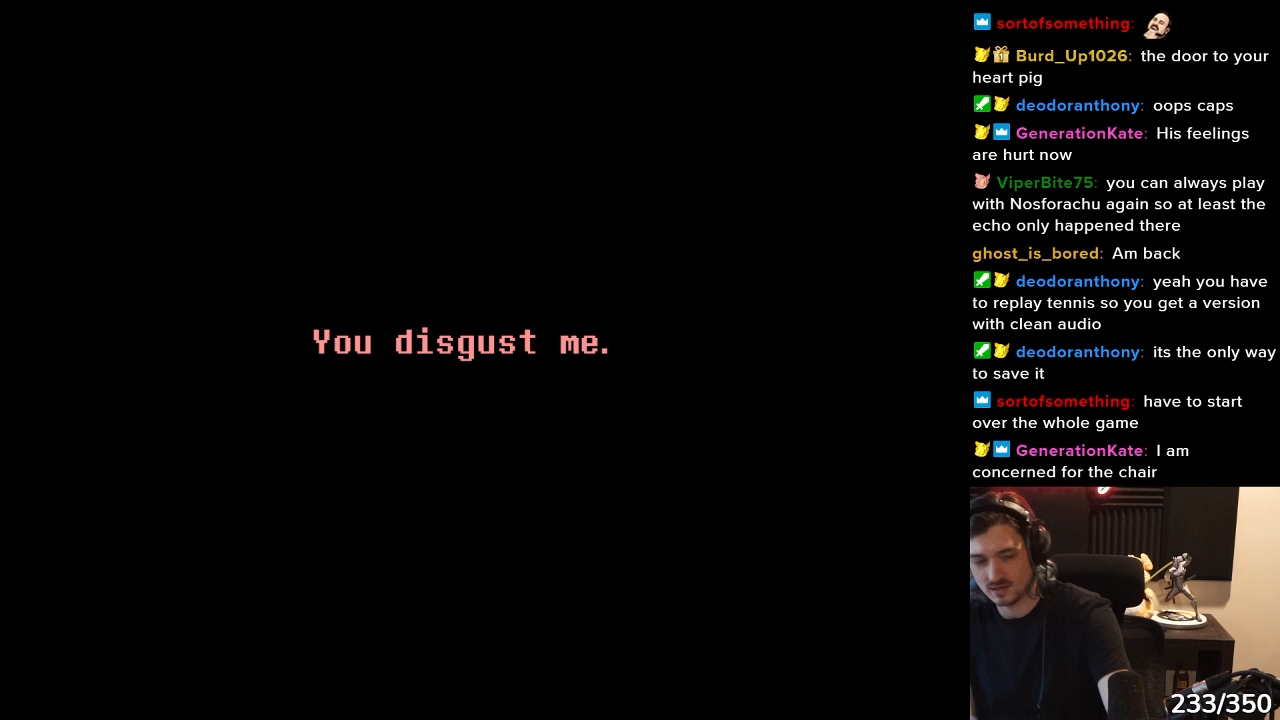 You disgust me.
sortofsomething:
Burd_Up1026: the door to your
heart pig
deodoranthony: oops caps
GenerationKate: His feelings
are hurt now
ViperBite75: you can always play
with Nosforachu again so at least the
echo only happened there
ghost_is_bored: Am back
deodoranthony: yeah you have
to replay tennis so you get a version
with clean audio
deodoranthony: its the only way
to save it
sortofsomething: have to start
over the whole game
GenerationKate: I am
concerned for the chair
233/350